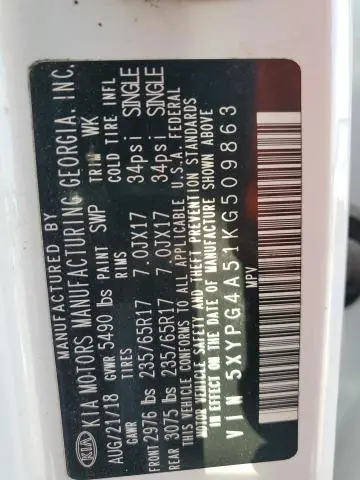 KIA
MANUFACTURED BY
KIA MOTORS MANUFACTURING GEORGIA. INC.
AUG/21/18 GVWR 5490 lbs PAINT SWP TRIM WK
GAWR TIRES RIMS COLD TIRE INFL
FRONT 2976 lbs 235/65R17 7.0JX17 34psi SINGLE
REAR 3075 lbs 235/65R17 7.0JX17 34psi SINGLE
THIS VEHICLE CONFORMS TO ALL APPLICABLE U.S.A. FEDERAL
MOTOR VEHICLE SAFETY AND THEFT PREVENTION STANDARDS
IN EFFECT ON THE DATE OF MANUFACTURE SHOWN ABOVE
VIN 5XYPG4A51KG509863
MPV